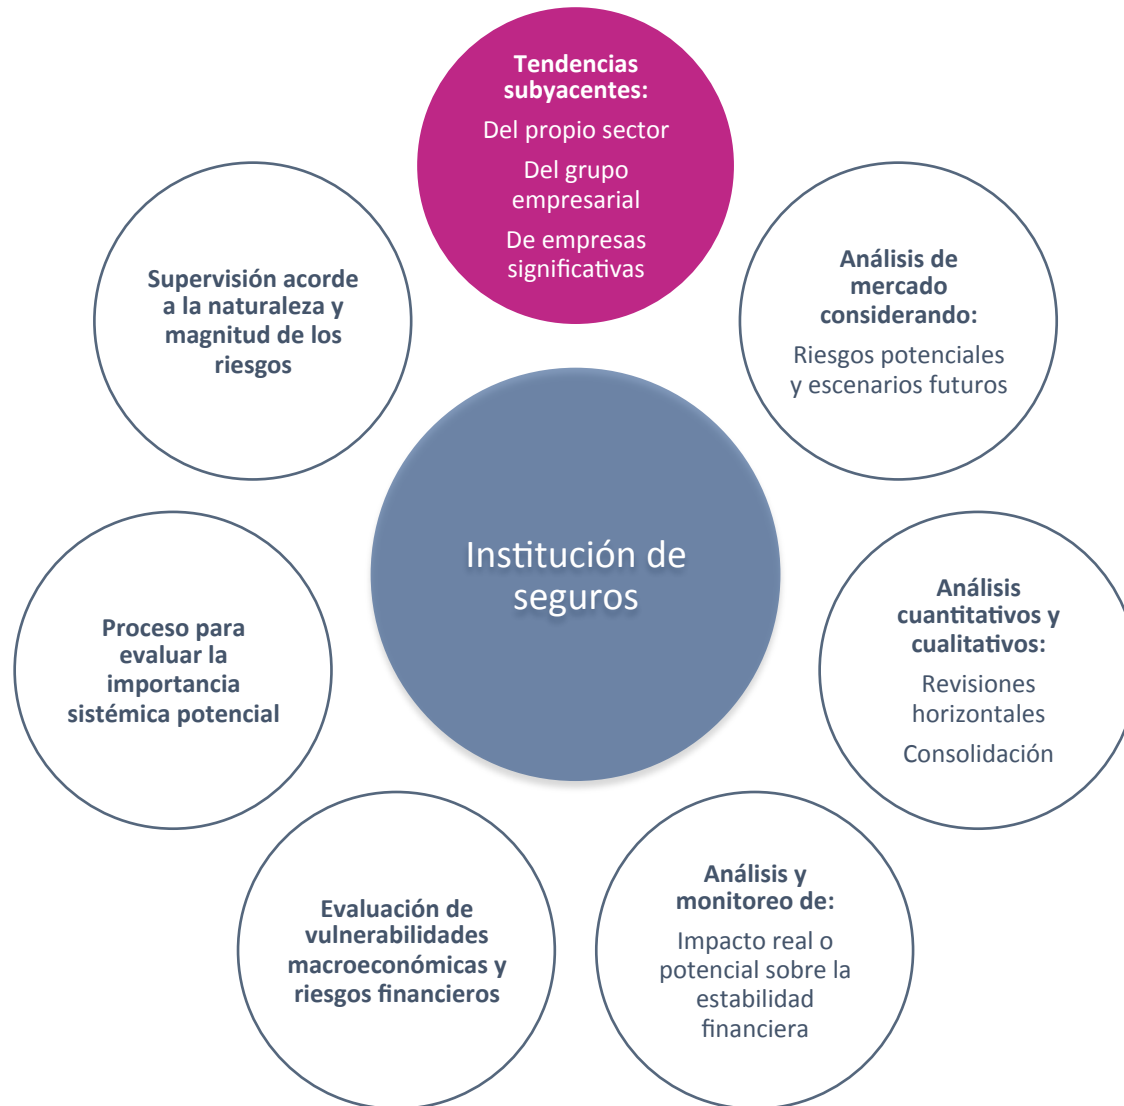 Tendencias
subyacentes:
Del propio sector
Del grupo
empresarial
De empresas
significativas
Análisis de
mercado
considerando:
Riesgos potenciales
y escenarios futuros
Análisis
cuantitativos y
cualitativos:
Revisiones
horizontales
Consolidación
Análisis y
monitoreo de:
Impacto real o
potencial sobre la
estabilidad
financiera
Evaluación de
vulnerabilidades
macroeconómicas y
riesgos financieros
Proceso para
evaluar la
importancia
sistémica potencial
Supervisión acorde
a la naturaleza y
magnitud de los
riesgos
Institución de
seguros